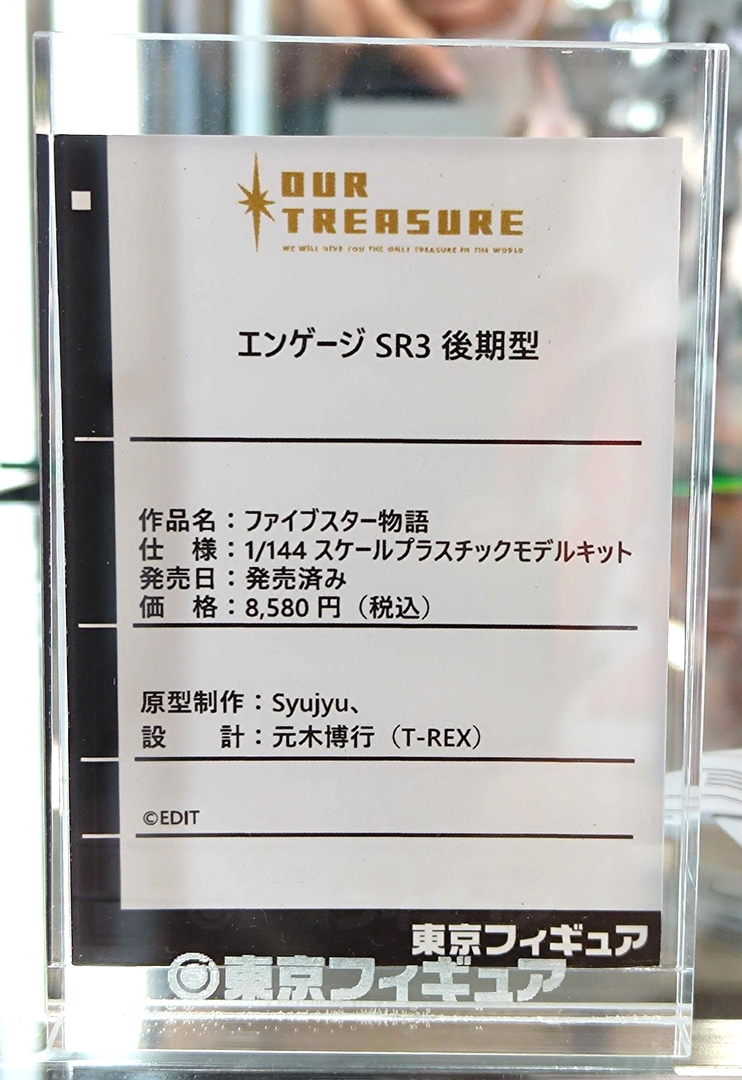 OUR
TREASURE
WE WILL GIVE YOU THE ONLY TREASURE IN THE WORLD
エンゲージ SR3 後期型
作品名：ファイブスター物語
仕　様：1/144 スケールプラスチックモデルキット
発売日：発売済み
価　格：8,580 円（税込）
原型制作：Syujyu、
設　　計：元木博行（T-REX）
©EDIT
東京フィギュア
東京フィギュア